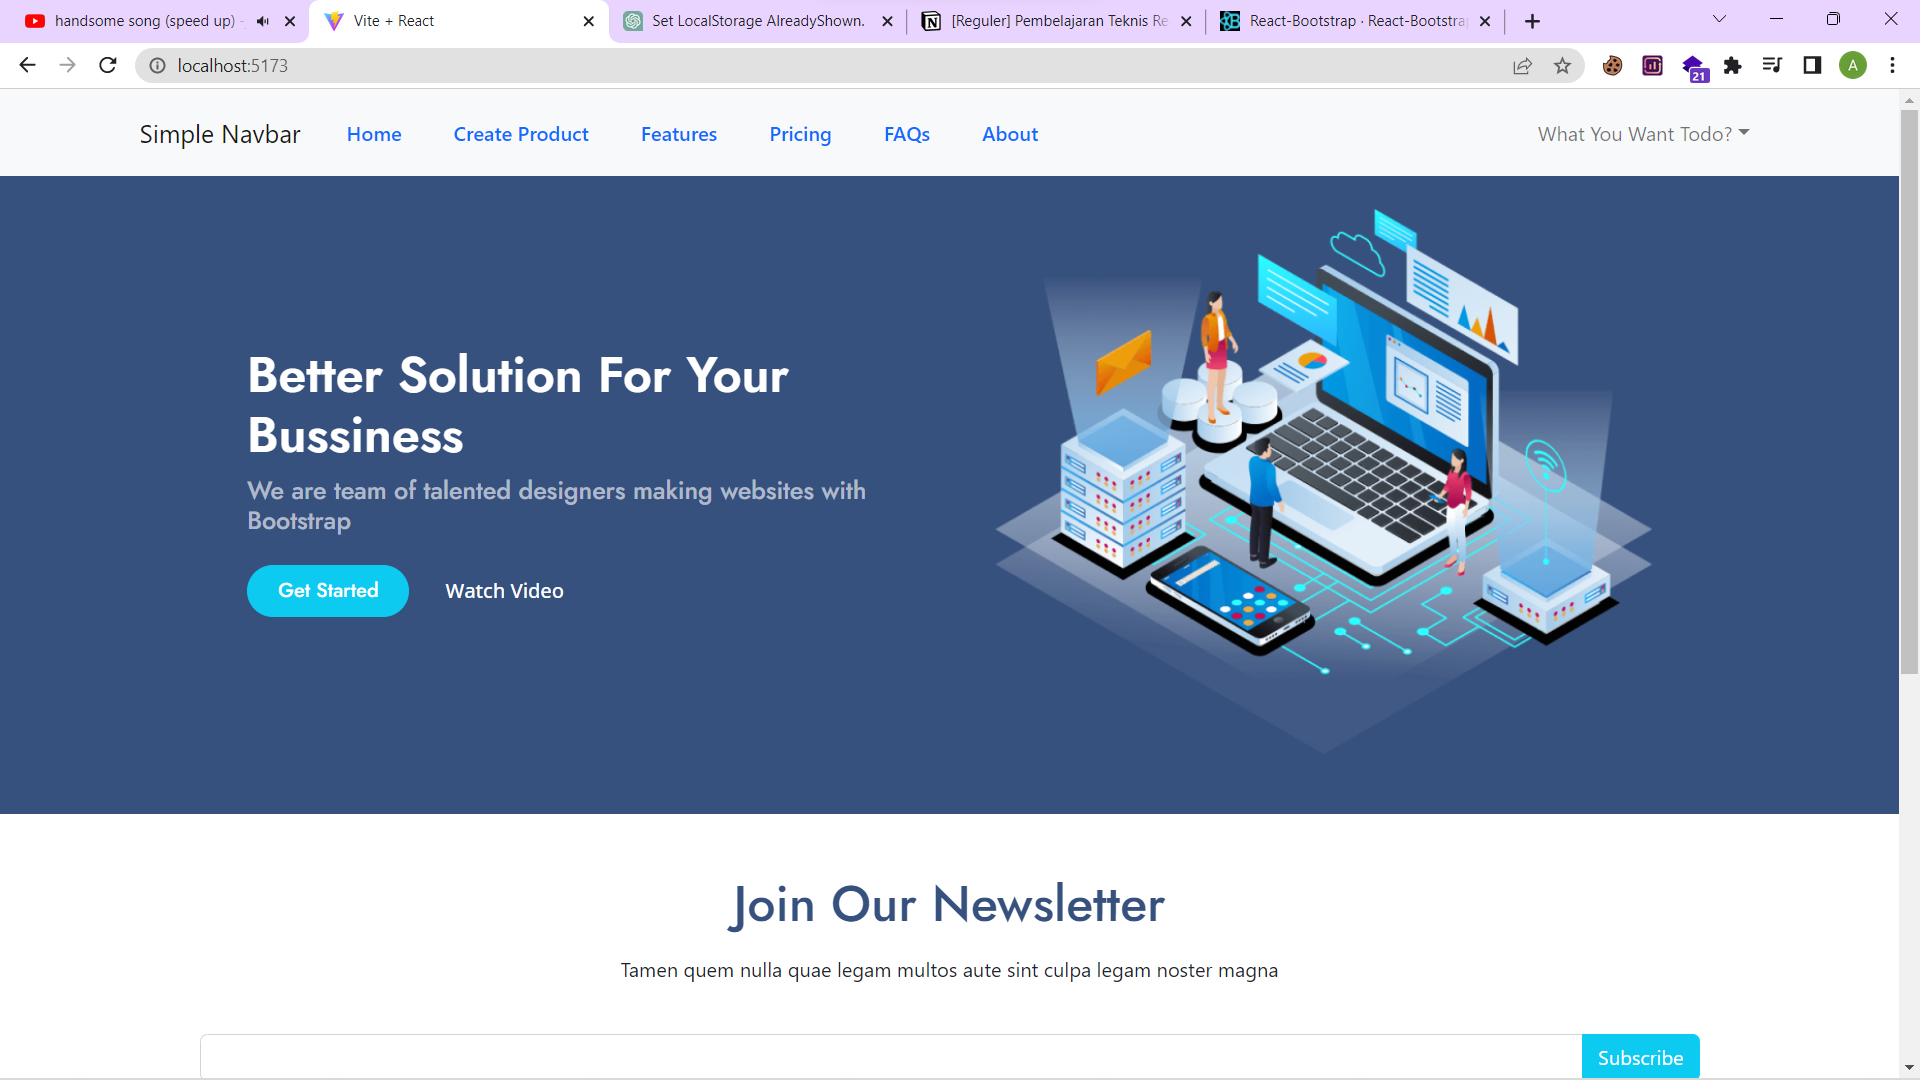 handsome song (speed up)
Vite + React
Set LocalStorage AlreadyShown.
[Reguler] Pembelajaran Teknis Re
React-Bootstrap · React-Bootstra
localhost:5173
21
A
Simple Navbar
Home
Create Product
Features
Pricing
FAQs
About
What You Want Todo?
Better Solution For Your
Bussiness
We are team of talented designers making websites with
Bootstrap
Get Started
Watch Video
Join Our Newsletter
Tamen quem nulla quae legam multos aute sint culpa legam noster magna
Subscribe